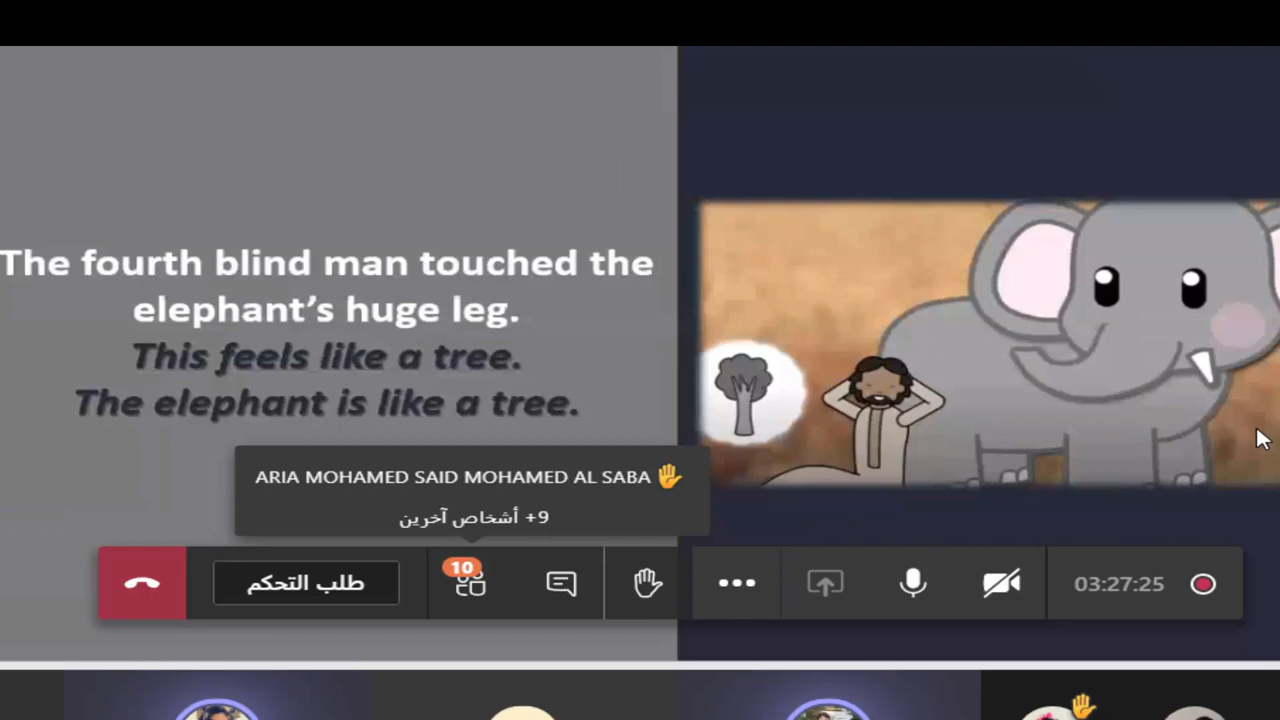 The fourth blind man touched the
elephant’s huge leg.
This feels like a tree.
The elephant is like a tree.
ARIA MOHAMED SAID MOHAMED AL SABA
+9 أشخاص آخرين
طلب التحكم
10
03:27:25